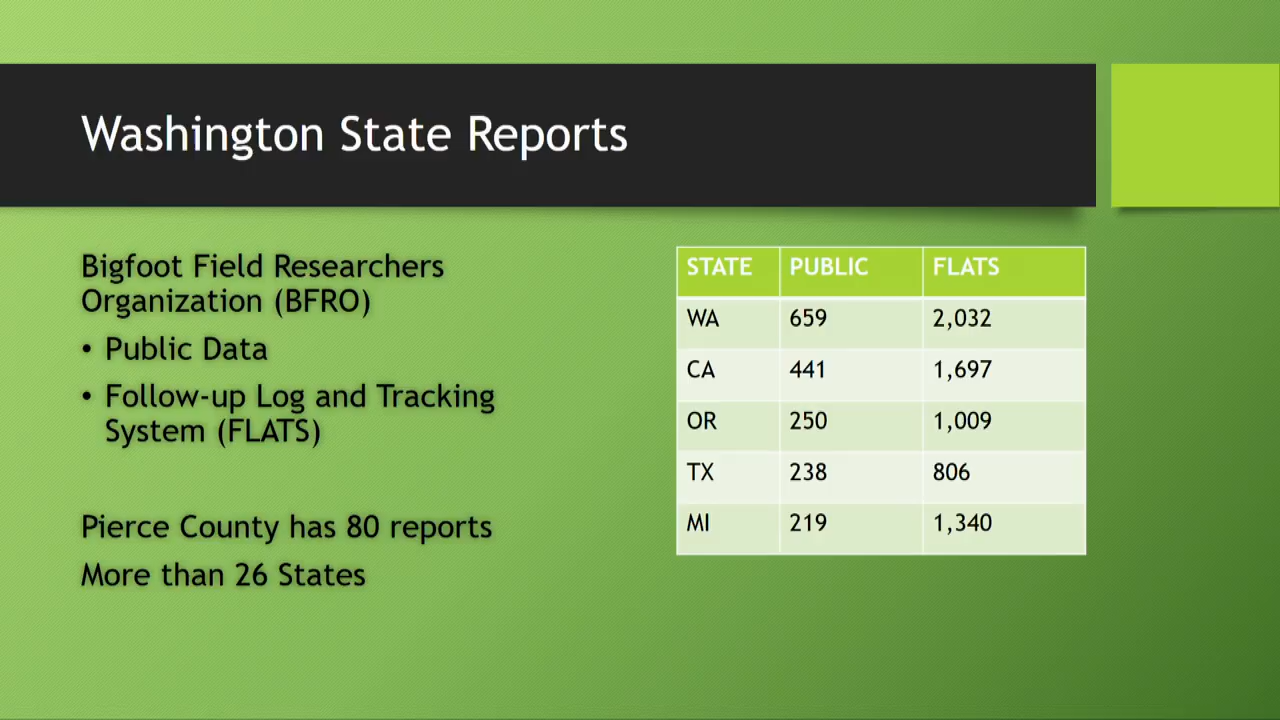 Washington State Reports
Bigfoot Field Researchers
Organization (BFRO)
• Public Data
• Follow-up Log and Tracking
System (FLATS)
Pierce County has 80 reports
More than 26 States
STATE PUBLIC FLATS
WA 659 2,032
CA 441 1,697
OR 250 1,009
TX 238 806
MI 219 1,340